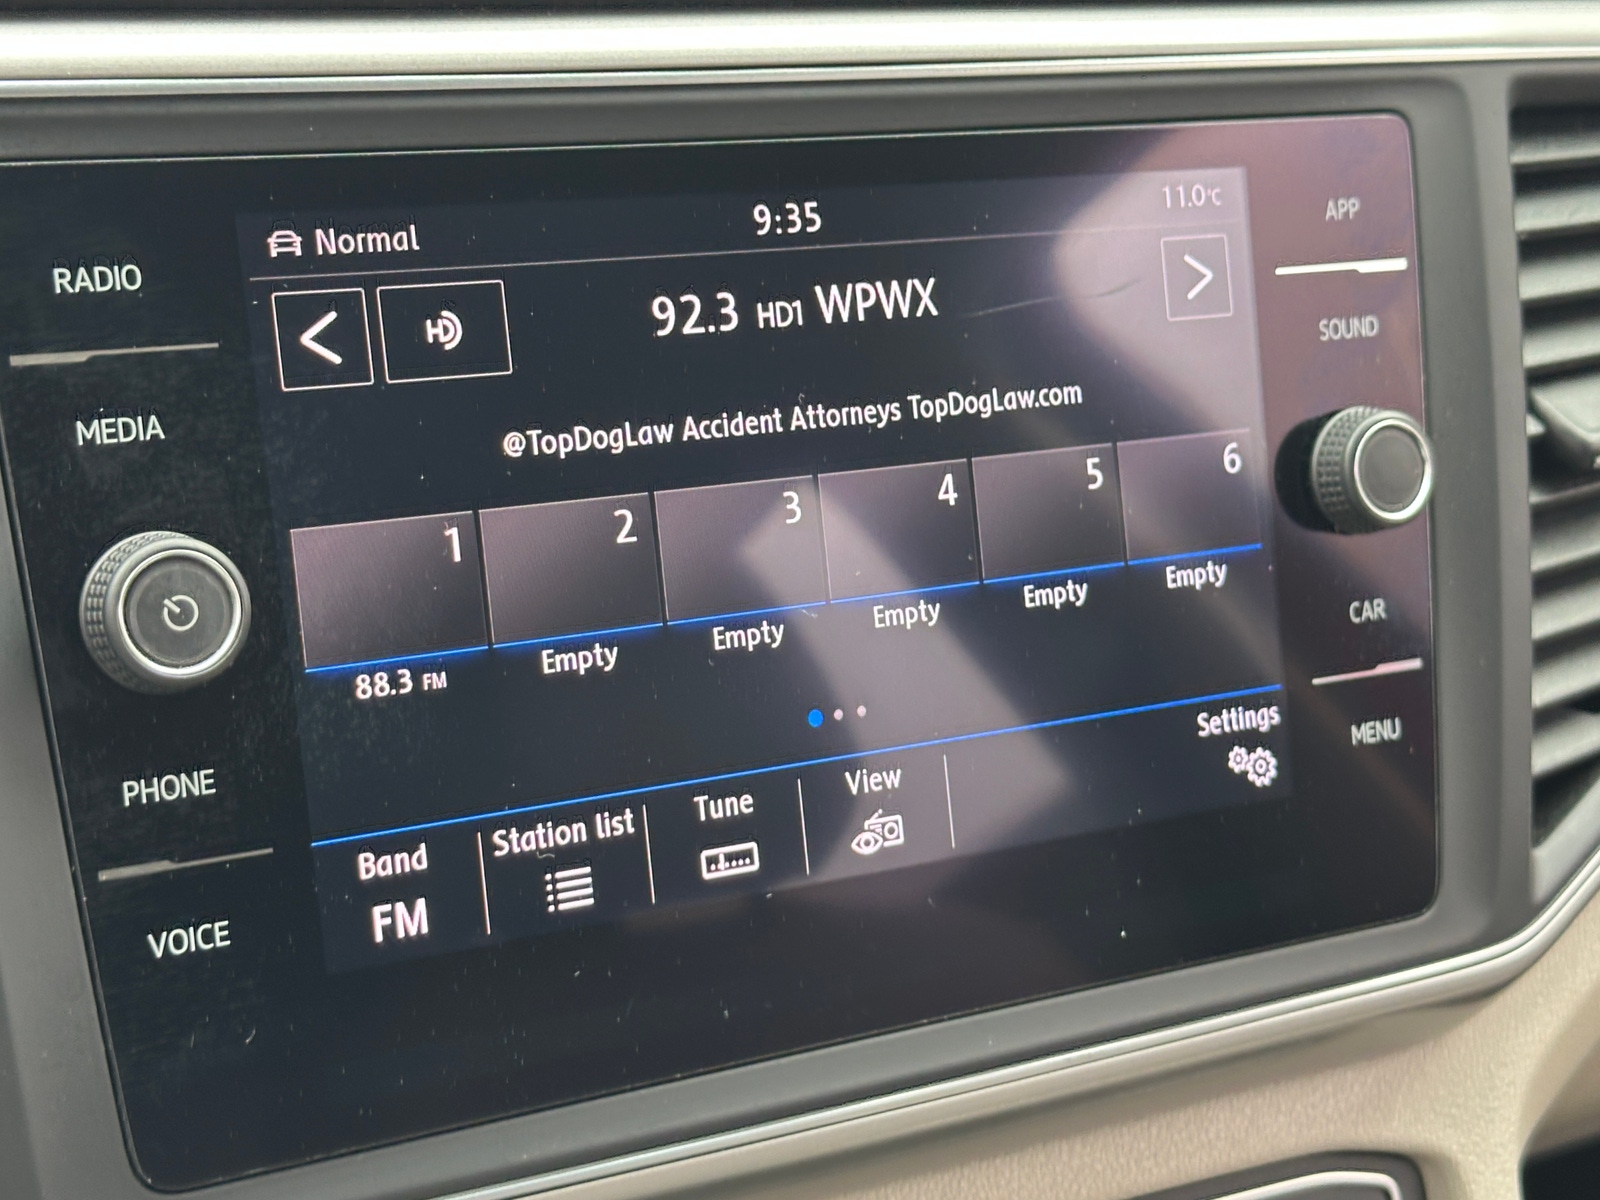 RADIO
MEDIA
PHONE
VOICE
Normal
9:35
11.0°C
HD
92.3 HD1 WPWX
@TopDogLaw Accident Attorneys TopDogLaw.com
1
2
3
4
5
6
88.3 FM
Empty
Empty
Empty
Empty
Empty
Band
FM
Station list
Tune
View
Settings
APP
SOUND
CAR
MENU